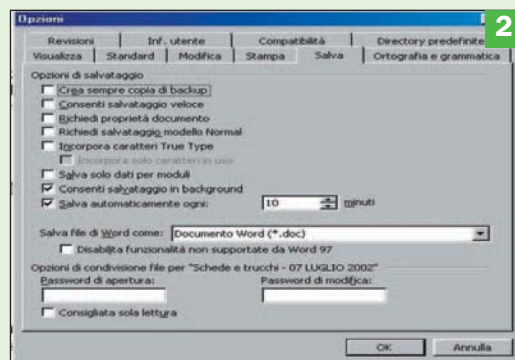 Opzioni
2
Revisioni Inf. utente Compatibilità Directory predefinite
Visualizza Standard Modifica Stampa Salva Ortografia e grammatica
Opzioni di salvataggio
Crea sempre copia di backup
Consenti salvataggio veloce
Richiedi proprietà documento
Richiedi salvataggio modello Normal
Incorpora caratteri True Type
Incorpora solo caratteri in uso
Salva solo dati per moduli
Consenti salvataggio in background
Salva automaticamente ogni: 10 minuti
Salva file di Word come: Documento Word (*.doc)
Disabilita funzionalità non supportate da Word 97
Opzioni di condivisione file per "Schede e trucchi - 07 LUGLIO 2002"
Password di apertura: Password di modifica:
Consigliata sola lettura
OK Annulla